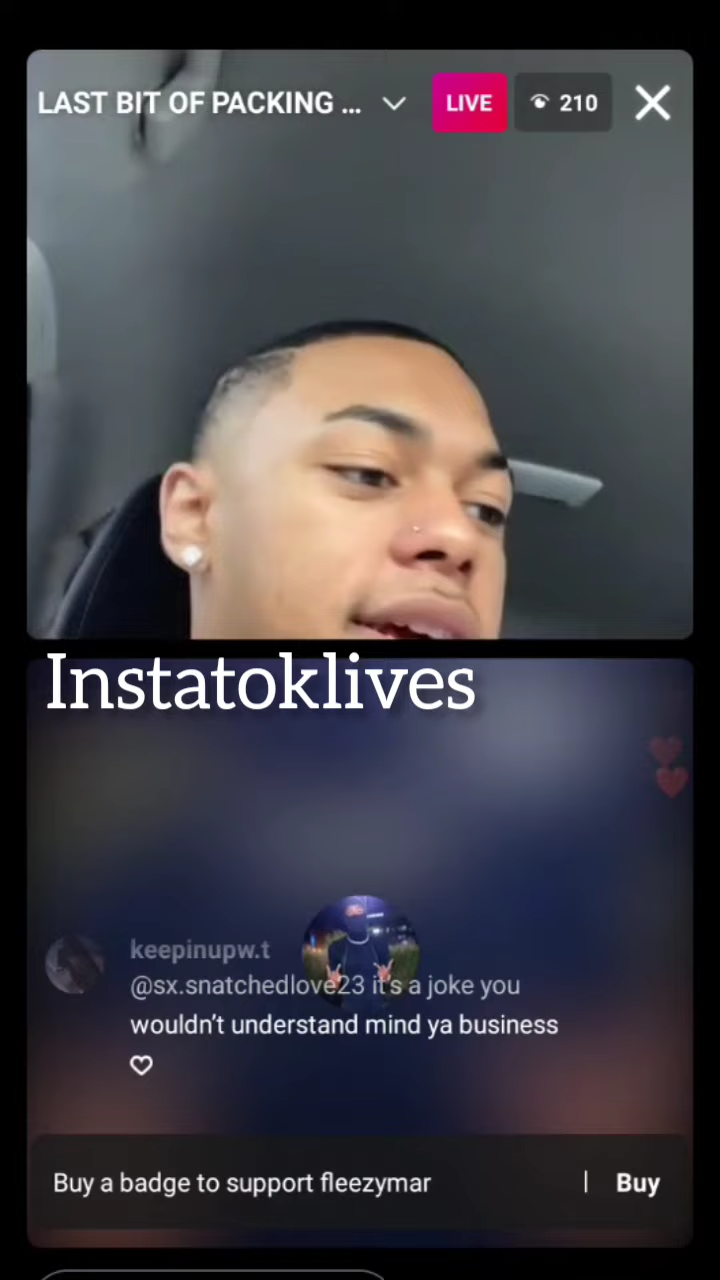 LAST BIT OF PACKING ... LIVE 210
Instatoklives
keepinupw.t
@sx.snatchedlove23 it's a joke you
wouldn't understand mind ya business
Buy a badge to support fleezymar | Buy